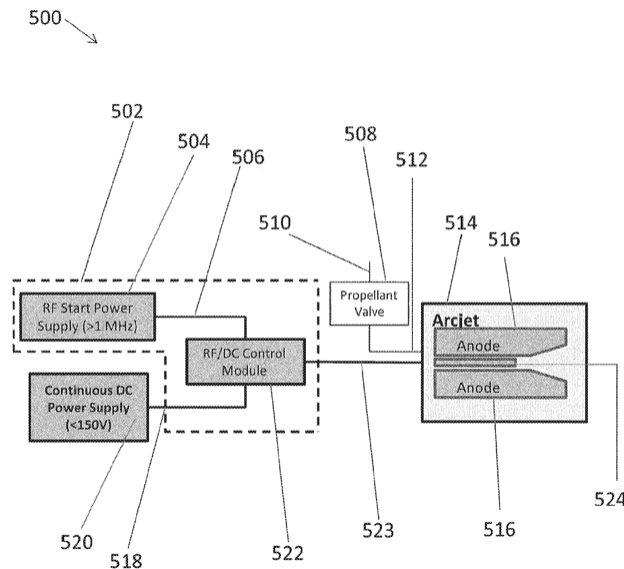 500
502
504
506
508
512
510
514
516
RF Start Power
Supply (>1 MHz)
Propellant
Valve
Arcjet
Anode
RF/DC Control
Module
Continuous DC
Power Supply
(<150V)
Anode
520
518
522
523
516
524